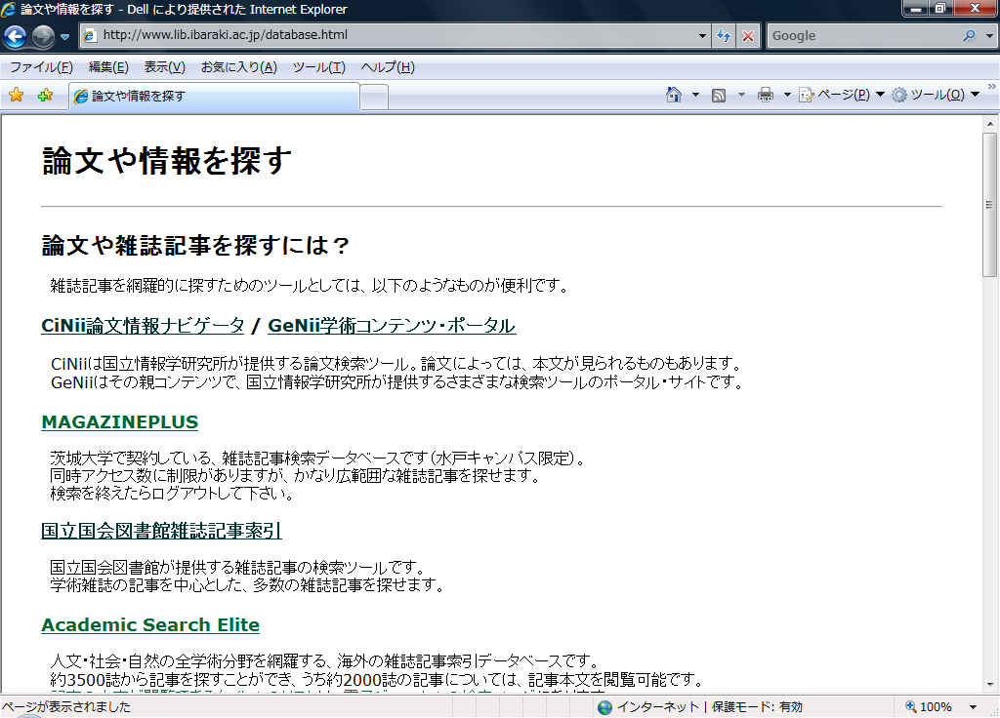 論文や情報を探す - Dell により提供された Internet Explorer
http://www.lib.ibaraki.ac.jp/database.html
Google
ファイル(F) 編集(E) 表示(V) お気に入り(A) ツール(T) ヘルプ(H)
論文や情報を探す
ページ(P) ツール(O)
論文や情報を探す
論文や雑誌記事を探すには？
雑誌記事を網羅的に探すためのツールとしては、以下のようなものが便利です。
CiNii論文情報ナビゲータ / GeNii学術コンテンツ・ポータル
CiNiiは国立情報学研究所が提供する論文検索ツール。論文によっては、本文が見られるものもあります。
GeNiiはその親コンテンツで、国立情報学研究所が提供するさまざまな検索ツールのポータル・サイトです。
MAGAZINEPLUS
茨城大学で契約している、雑誌記事検索データベースです（水戸キャンパス限定）。
同時アクセス数に制限がありますが、かなり広範囲な雑誌記事を探せます。
検索を終えたらログアウトして下さい。
国立国会図書館雑誌記事索引
国立国会図書館が提供する雑誌記事の検索ツールです。
学術雑誌の記事を中心とした、多数の雑誌記事を探せます。
Academic Search Elite
人文・社会・自然の全学術分野を網羅する、海外の雑誌記事索引データベースです。
約3500誌から記事を探すことができ、うち約2000誌の記事については、記事本文を閲覧可能です。
ページが表示されました
インターネット | 保護モード: 有効
100%